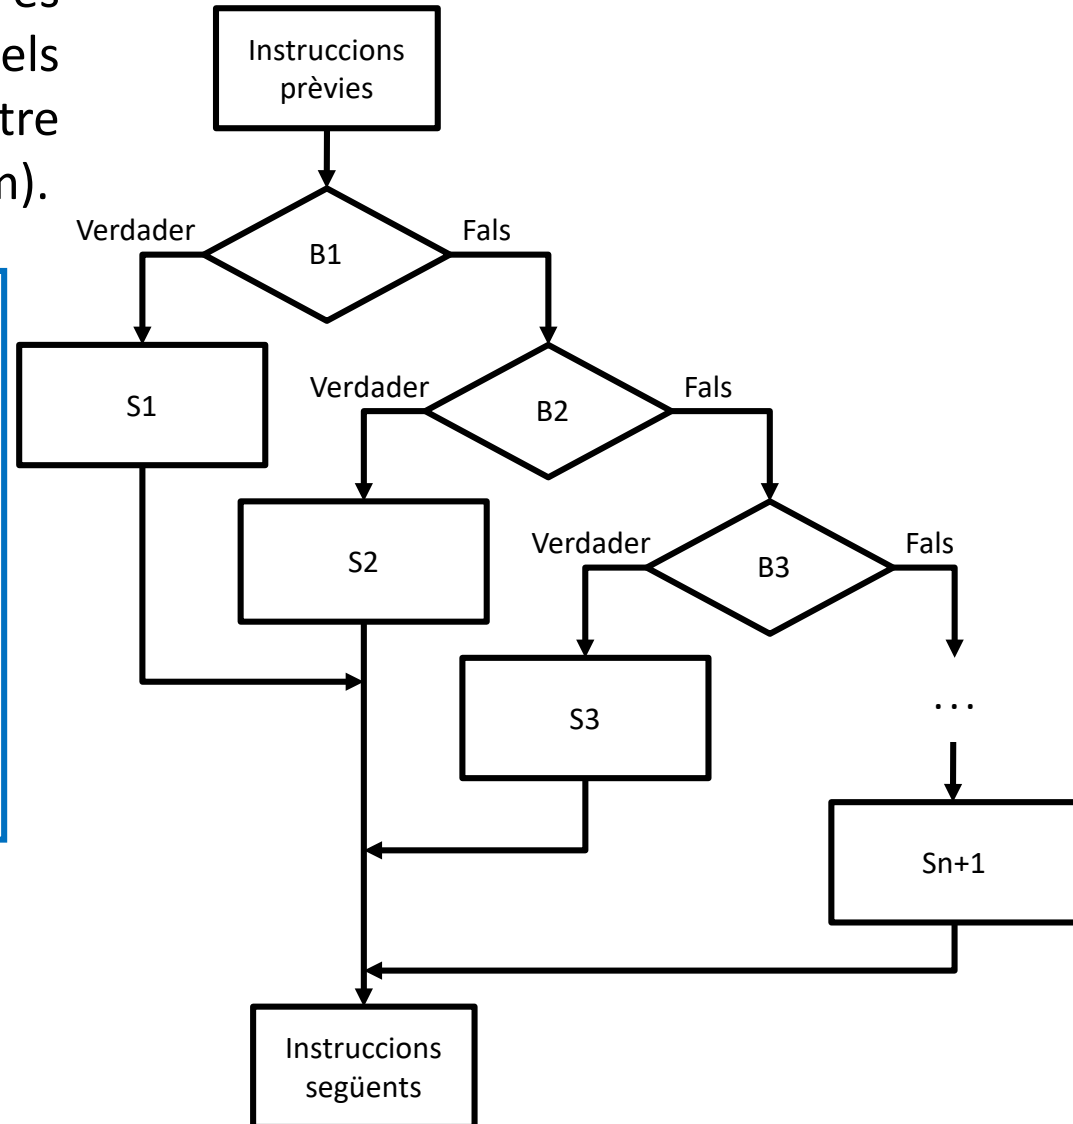 els
tre
Instruccions
prèvies
Verdader
Fals
B1
S1
Verdader
Fals
B2
S2
Verdader
Fals
B3
S3
...
Sn+1
Instruccions
següents